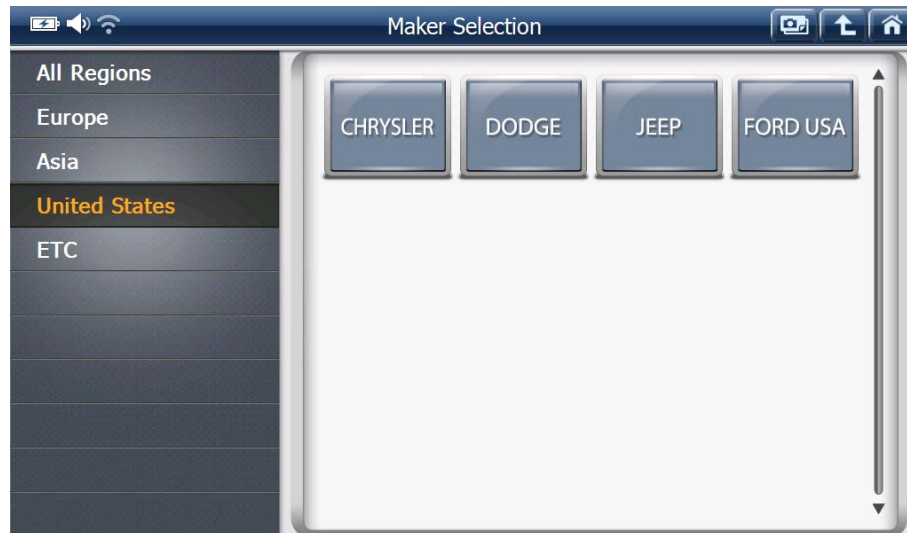 Maker Selection
All Regions
Europe
Asia
United States
ETC
CHRYSLER
DODGE
JEEP
FORD USA